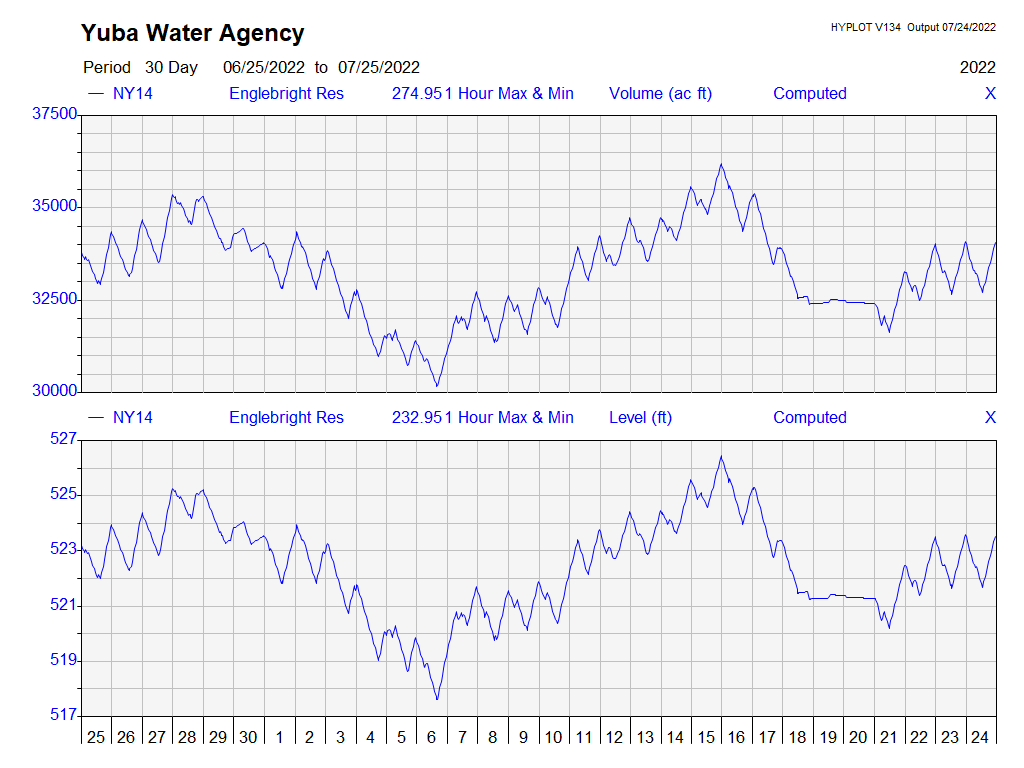 Yuba Water Agency
HYPLOT V134 Output 07/24/2022
Period 30 Day 06/25/2022 to 07/25/2022 2022
— NY14 Englebright Res 274.951 Hour Max & Min Volume (ac ft) Computed X
37500
35000
32500
30000
— NY14 Englebright Res 232.951 Hour Max & Min Level (ft) Computed X
527
525
523
521
519
517
25 26 27 28 29 30 1 2 3 4 5 6 7 8 9 10 11 12 13 14 15 16 17 18 19 20 21 22 23 24